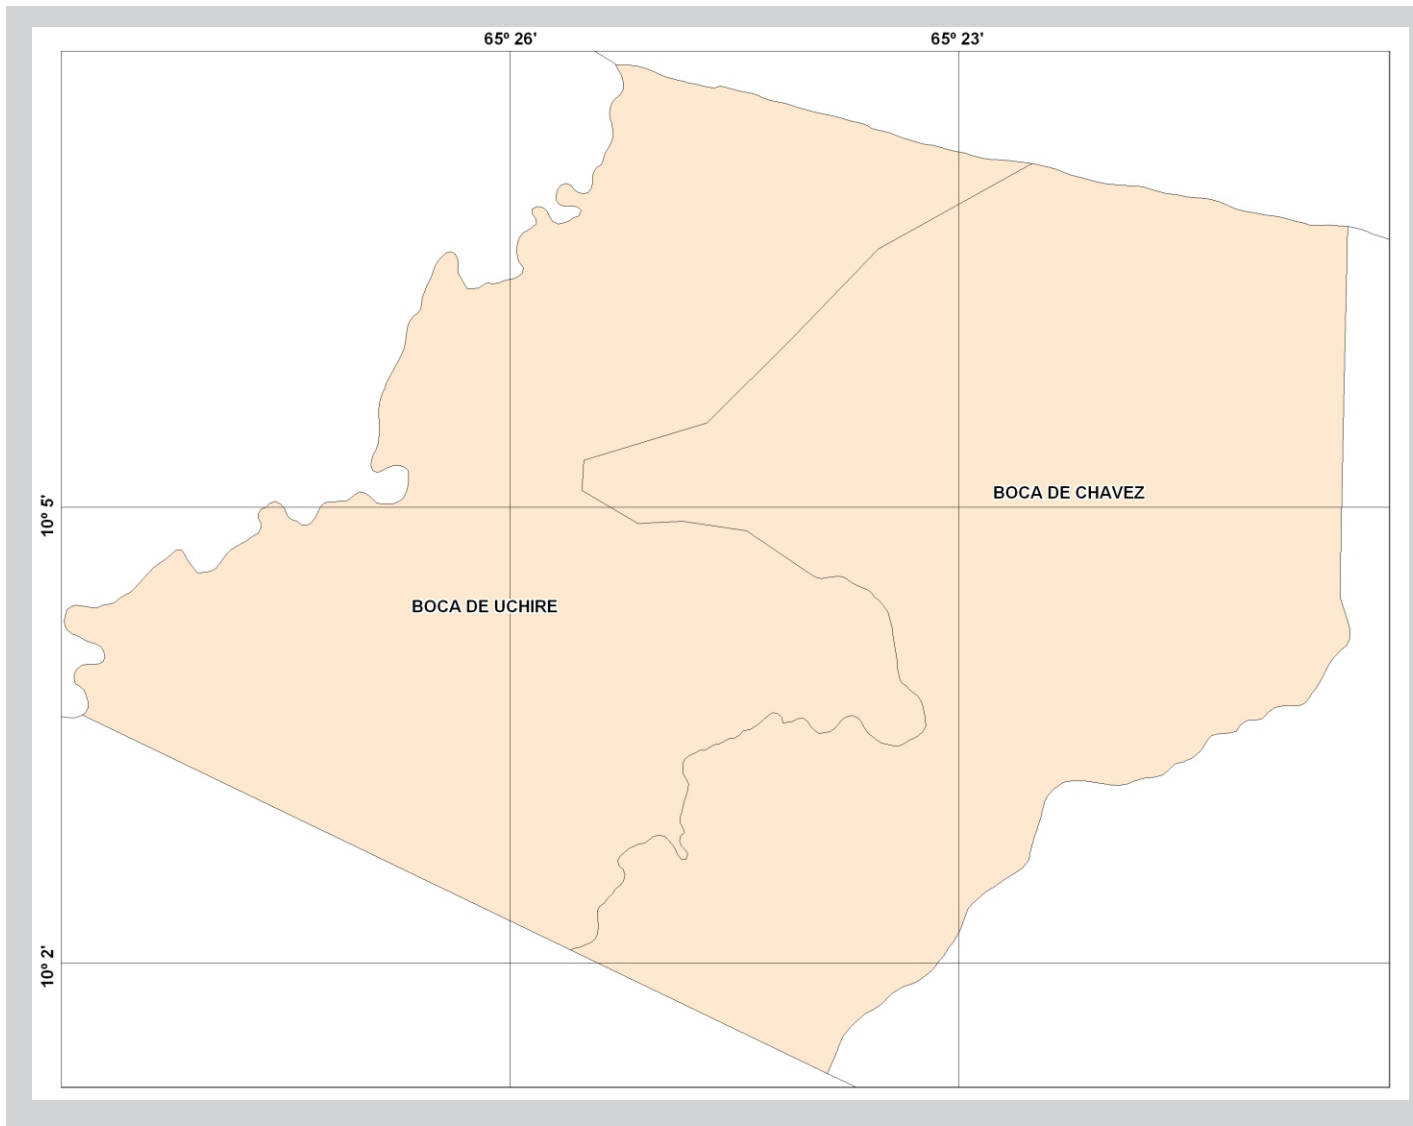 65º 26'
65º 23'
10º 5'
BOCA DE CHAVEZ
BOCA DE UCHIRE
10º 2'